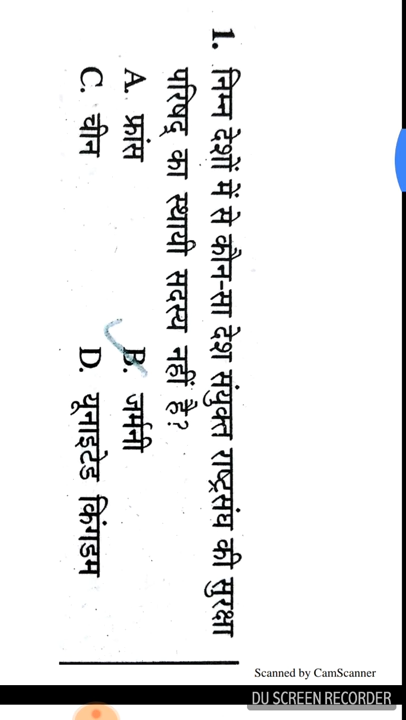 1. निम्न देशों में से कौन-सा देश संयुक्त राष्ट्रसंघ की सुरक्षा
परिषद् का स्थायी सदस्य नहीं है?
A. फ्रांस B. जर्मनी
C. चीन D. यूनाइटेड किंगडम
Scanned by CamScanner
DU SCREEN RECORDER